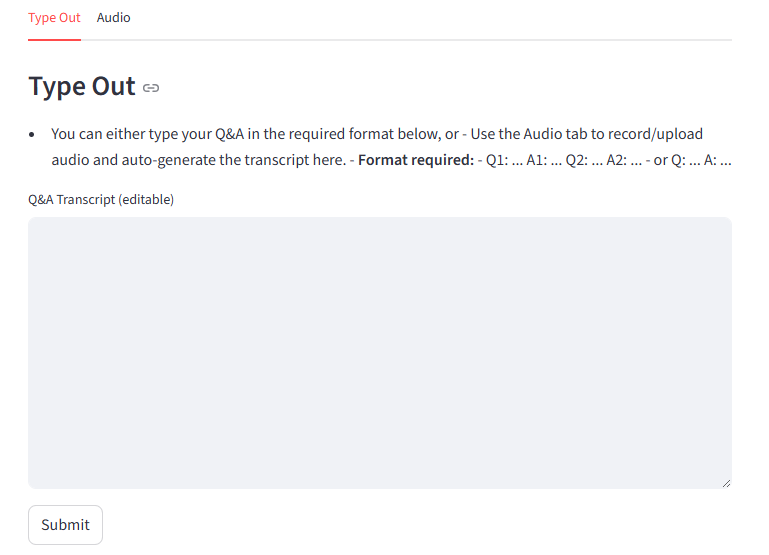 Type Out Audio
Type Out
• You can either type your Q&A in the required format below, or - Use the Audio tab to record/upload
audio and auto-generate the transcript here. - Format required: - Q1: ... A1: ... Q2: ... A2: ... - or Q: ... A: ...
Q&A Transcript (editable)
Submit